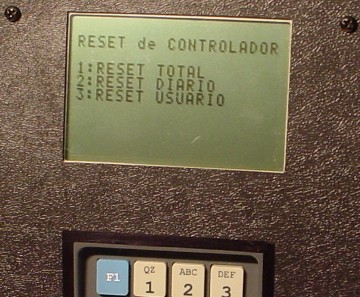 RESET de CONTROLADOR
1:RESET TOTAL
2:RESET DIARIO
3:RESET USUARIO
F1
QZ
1
ABC
2
DEF
3